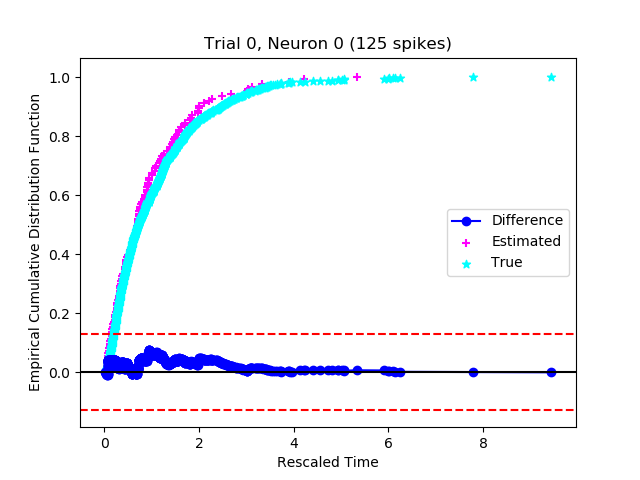 Trial 0, Neuron 0 (125 spikes)
Empirical Cumulative Distribution Function
1.0
0.8
0.6
0.4
0.2
0.0
Difference
Estimated
True
0 2 4 6 8
Rescaled Time